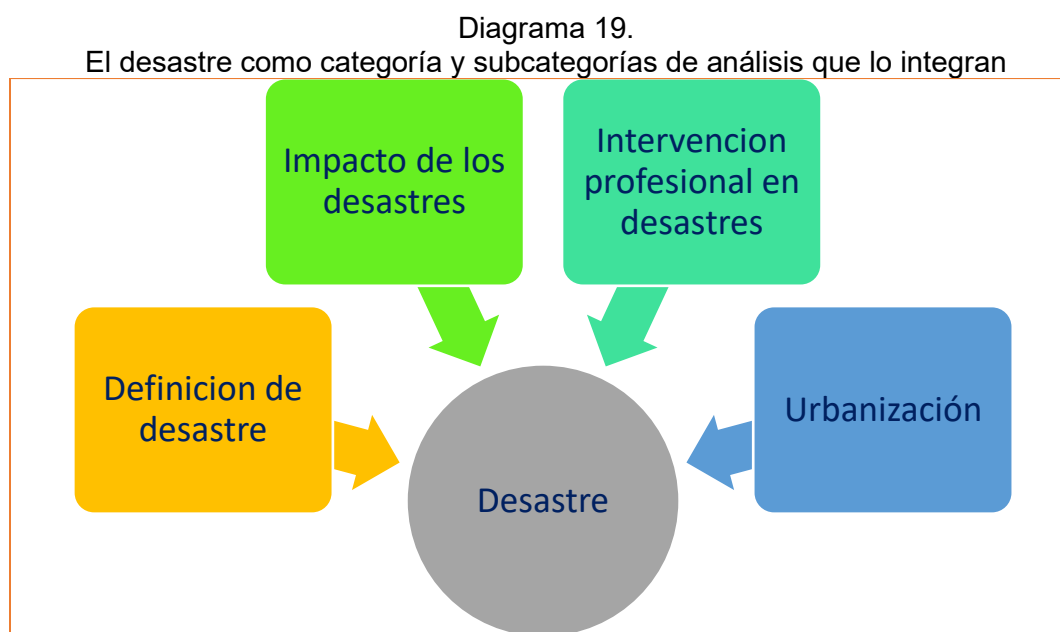 Diagrama 19.
El desastre como categoría y subcategorías de análisis que lo integran
Impacto de los
desastres
Intervencion
profesional en
desastres
Definicion de
desastre
Urbanización
Desastre